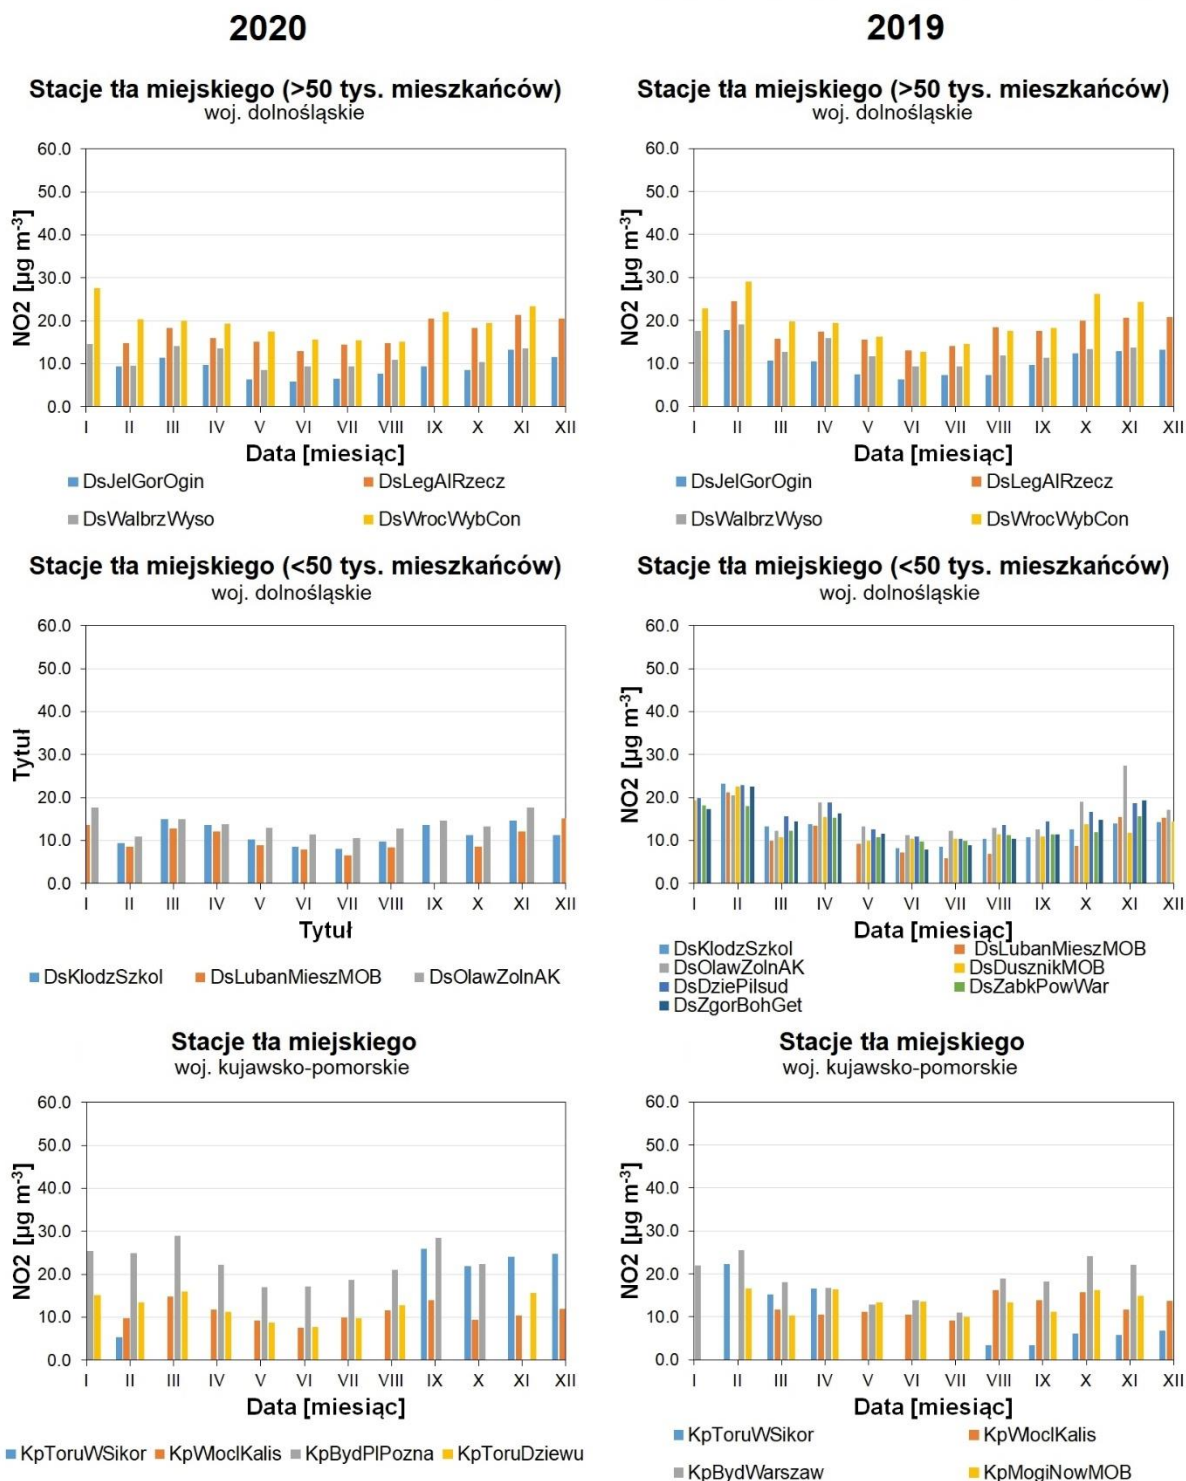 2020
2019
Stacje tła miejskiego (>50 tys. mieszkańców)
woj. dolnośląskie
60.0
50.0
40.0
30.0
20.0
10.0
0.0
NO2 [µg m-3]
I II III IV V VI VII VIII IX X XI XII
Data [miesiąc]
DsJelGorOgin DsLegAlRzecz
DsWalbrzWyso DsWrocWybCon
Stacje tła miejskiego (>50 tys. mieszkańców)
woj. dolnośląskie
60.0
50.0
40.0
30.0
20.0
10.0
0.0
NO2 [µg m-3]
I II III IV V VI VII VIII IX X XI XII
Data [miesiąc]
DsJelGorOgin DsLegAlRzecz
DsWalbrzWyso DsWrocWybCon
Stacje tła miejskiego (<50 tys. mieszkańców)
woj. dolnośląskie
60.0
50.0
40.0
30.0
20.0
10.0
0.0
Tytuł
I II III IV V VI VII VIII IX X XI XII
Tytuł
DsKlodzSzkol DsLubanMieszMOB DsOlawZolnAK
Stacje tła miejskiego (<50 tys. mieszkańców)
woj. dolnośląskie
60.0
50.0
40.0
30.0
20.0
10.0
0.0
NO2 [µg m-3]
I II III IV V VI VII VIII IX X XI XII
Data [miesiąc]
DsKlodzSzkol DsLubanMieszMOB
DsOlawZolnAK DsDusznikMOB
DsDziePilsud DsZabkPowWar
DsZgorBohGet
Stacje tła miejskiego
woj. kujawsko-pomorskie
60.0
50.0
40.0
30.0
20.0
10.0
0.0
NO2 [µg m-3]
I II III IV V VI VII VIII IX X XI XII
Data [miesiąc]
KpToruWSikor KpWloclKalis KpBydPlPozna KpToruDziewu
Stacje tła miejskiego
woj. kujawsko-pomorskie
60.0
50.0
40.0
30.0
20.0
10.0
0.0
NO2 [µg m-3]
I II III IV V VI VII VIII IX X XI XII
Data [miesiąc]
KpToruWSikor KpWloclKalis
KpBydWarszaw KpMogiNowMOB